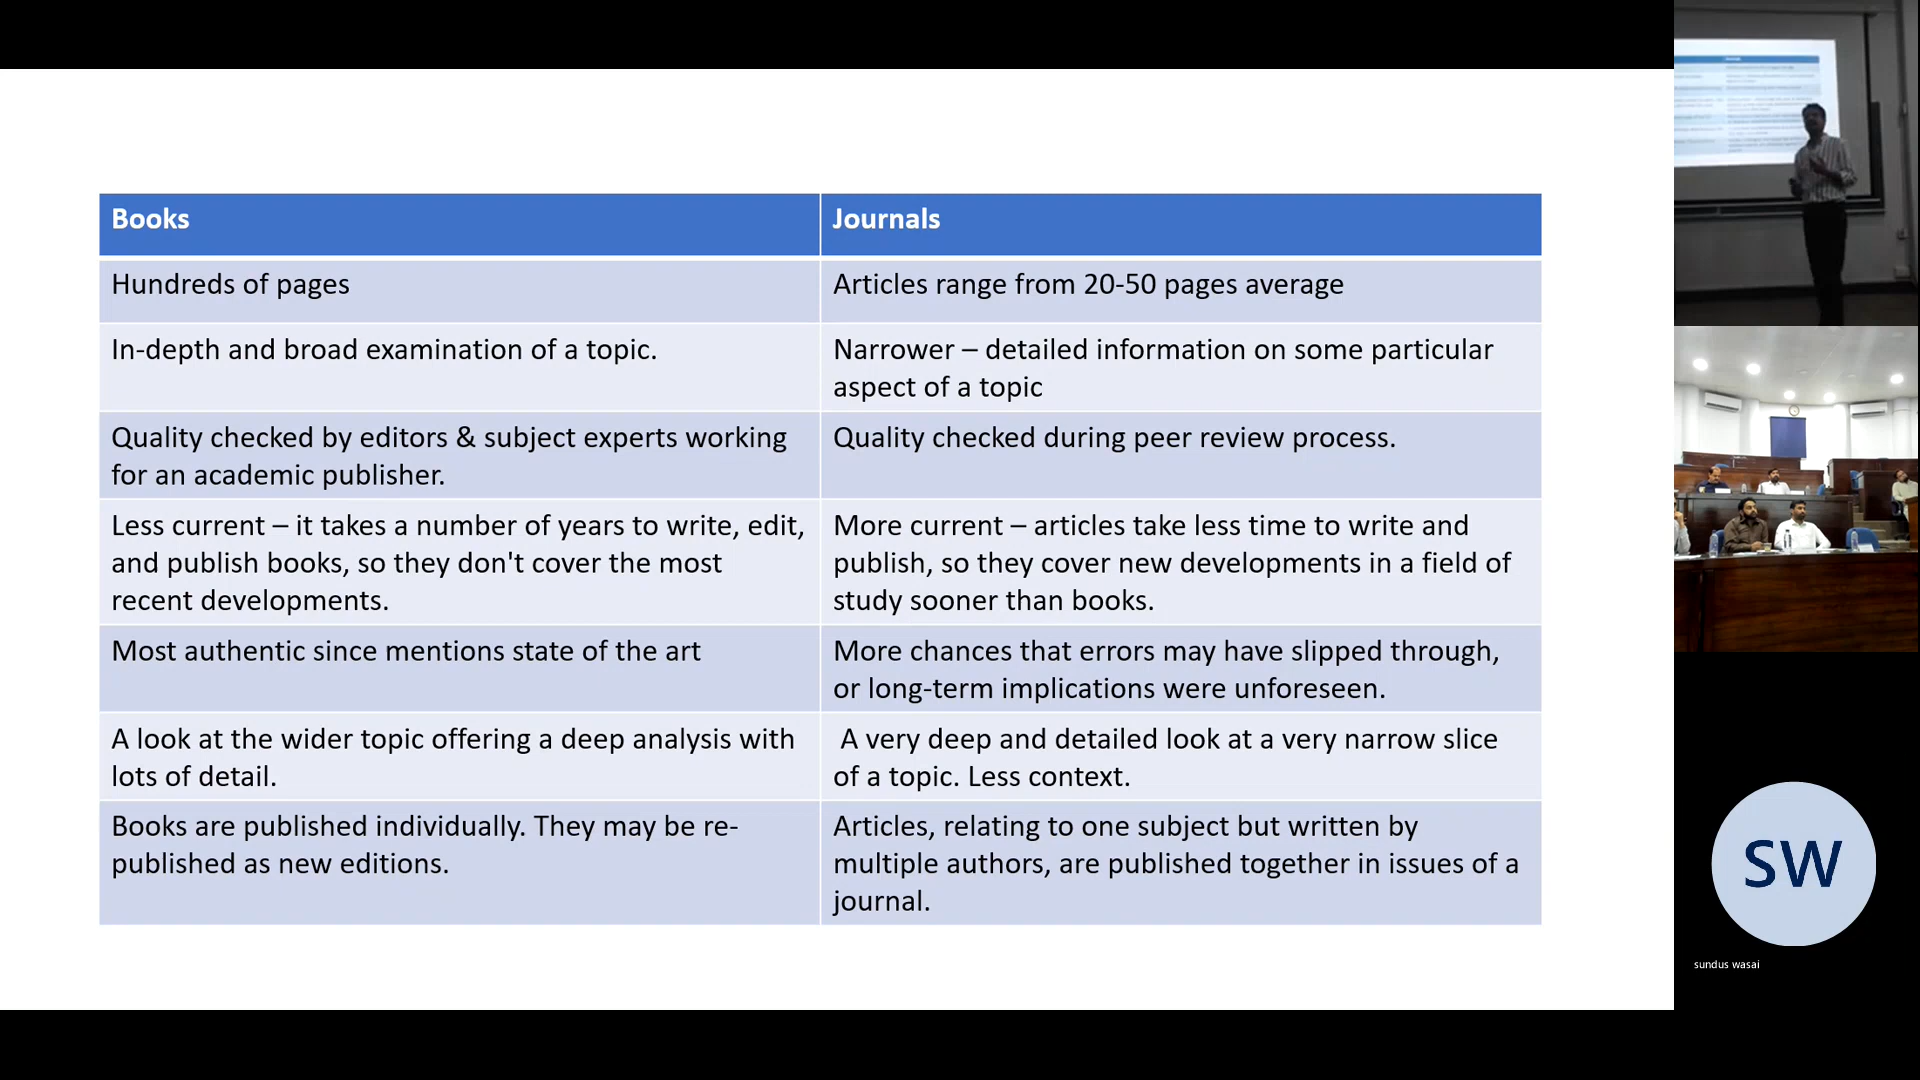 Books
Journals
Hundreds of pages
Articles range from 20-50 pages average
In-depth and broad examination of a topic.
Narrower – detailed information on some particular
aspect of a topic
Quality checked by editors & subject experts working
for an academic publisher.
Quality checked during peer review process.
Less current – it takes a number of years to write, edit,
and publish books, so they don't cover the most
recent developments.
More current – articles take less time to write and
publish, so they cover new developments in a field of
study sooner than books.
Most authentic since mentions state of the art
More chances that errors may have slipped through,
or long-term implications were unforeseen.
A look at the wider topic offering a deep analysis with
lots of detail.
A very deep and detailed look at a very narrow slice
of a topic. Less context.
Books are published individually. They may be re-
published as new editions.
Articles, relating to one subject but written by
multiple authors, are published together in issues of a
journal.
SW
sundus wasai